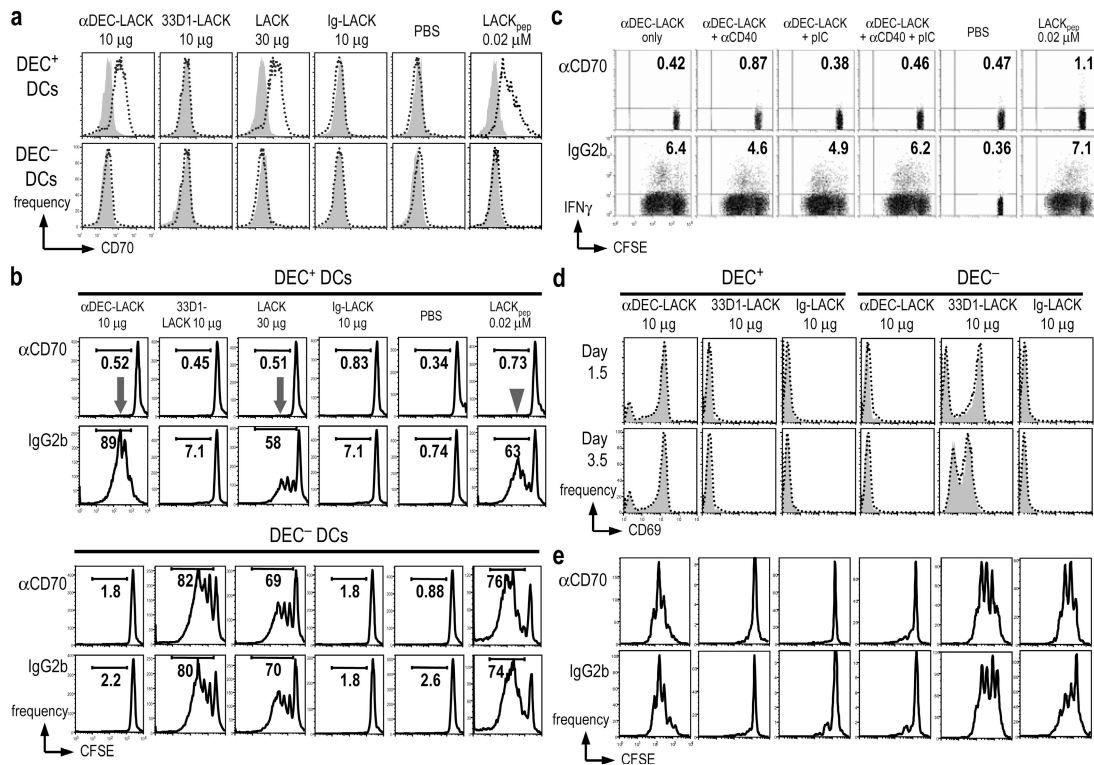 a
αDEC-LACK 33D1-LACK LACK Ig-LACK PBS LACKpep
10 µg 10 µg 30 µg 10 µg 0.02 µM
DEC+
DCs
DEC–
DCs
frequency
CD70
b
DEC+ DCs
αDEC-LACK 33D1- LACK Ig-LACK PBS LACKpep
10 µg LACK 10 µg 30 µg 10 µg 0.02 µM
αCD70
0.52 0.45 0.51 0.83 0.34 0.73
IgG2b
89 7.1 58 7.1 0.74 63
DEC– DCs
αCD70
1.8 82 69 1.8 0.88 76
IgG2b
2.2 80 70 1.8 2.6 74
frequency
CFSE
c
αDEC-LACK αDEC-LACK αDEC-LACK αDEC-LACK PBS LACKpep
only + αCD40 + pIC + αCD40 + pIC 0.02 µM
αCD70
0.42 0.87 0.38 0.46 0.47 1.1
IgG2b
6.4 4.6 4.9 6.2 0.36 7.1
IFNγ
CFSE
d
DEC+ DEC–
αDEC-LACK 33D1-LACK Ig-LACK αDEC-LACK 33D1-LACK Ig-LACK
10 µg 10 µg 10 µg 10 µg 10 µg 10 µg
Day
1.5
Day
3.5
frequency
CD69
e
αCD70
IgG2b
frequency
CFSE